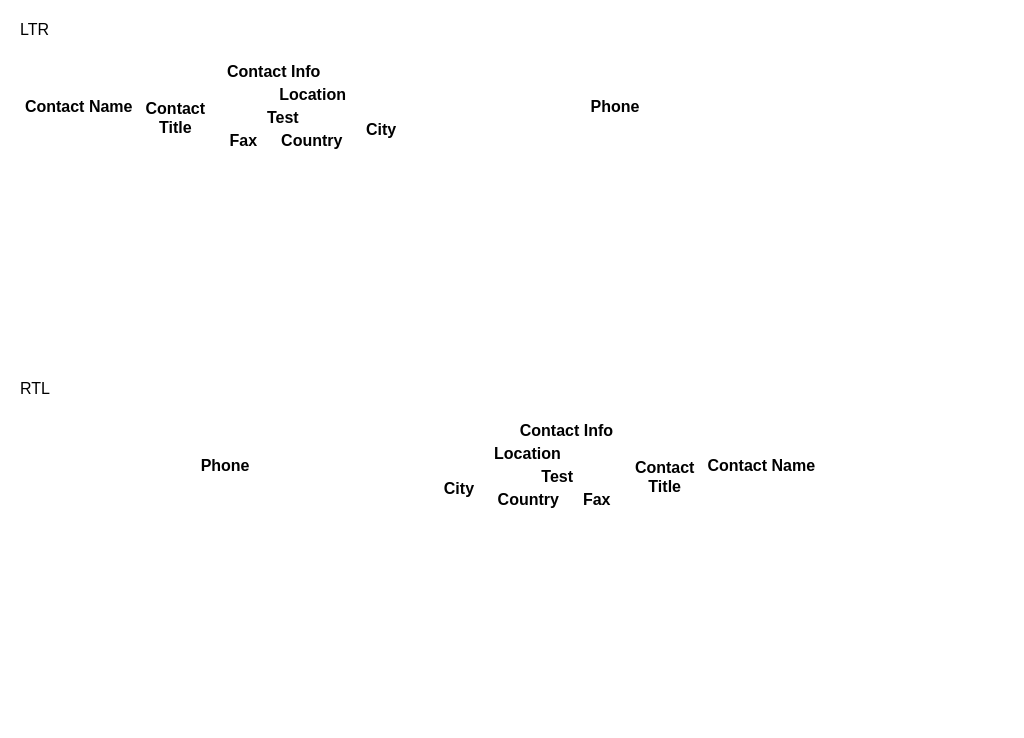 LTR
Contact Info
Location
Contact Name Contact Title Phone
Test
City
Fax Country
RTL
Contact Info
Location
Phone Contact Title Contact Name
Test
City
Country Fax